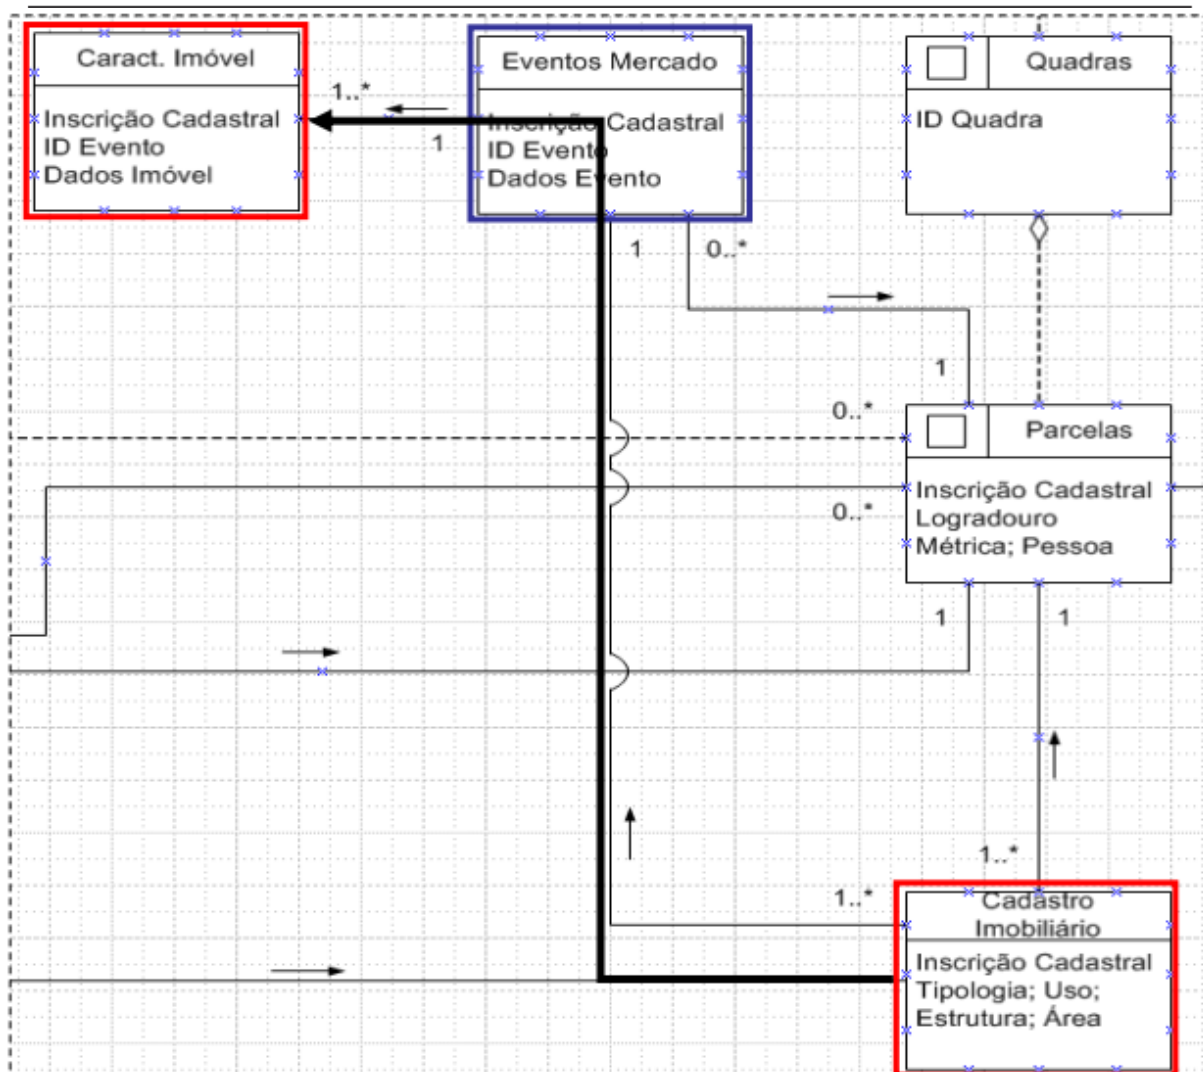 Caract. Imóvel
Inscrição Cadastral
ID Evento
Dados Imóvel
1..*
1
Eventos Mercado
Inscrição Cadastral
ID Evento
Dados Evento
Quadras
ID Quadra
1
0..*
1
0..*
Parcelas
Inscrição Cadastral
Logradouro
Métrica; Pessoa
0..*
1
1
1..*
1..*
Cadastro
Imobiliário
Inscrição Cadastral
Tipologia; Uso;
Estrutura; Área